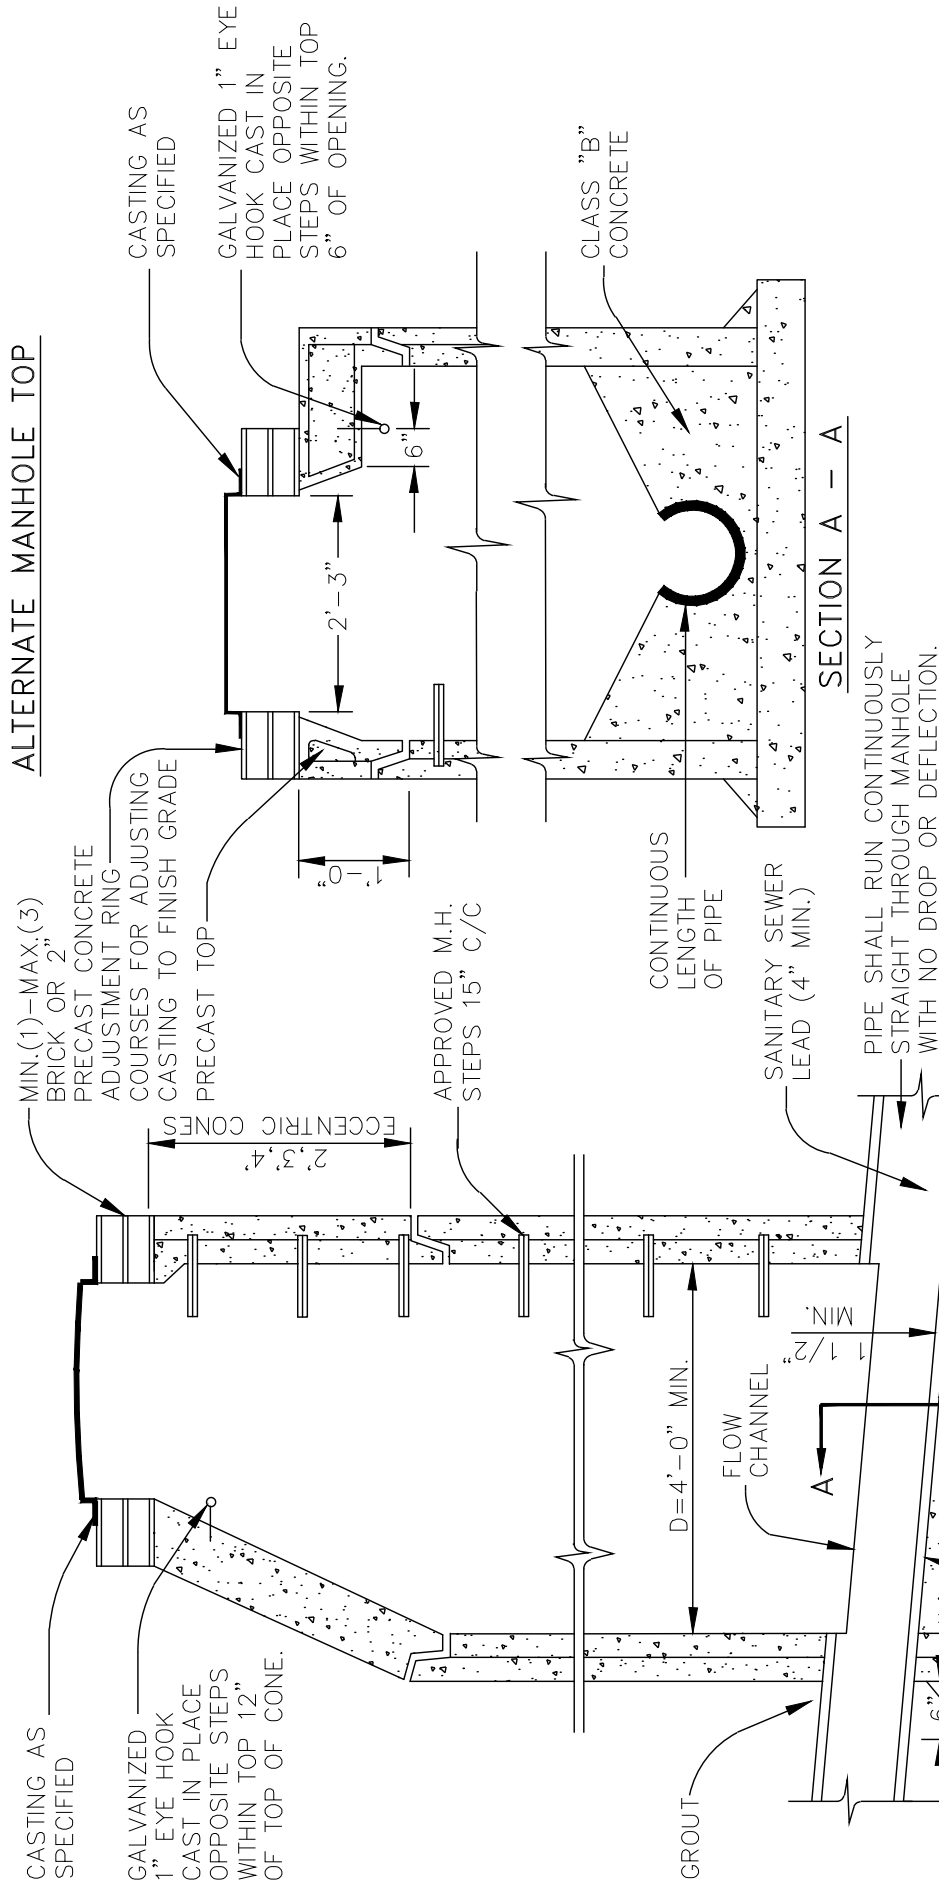 ALTERNATE MANHOLE TOP
CASTING AS
SPECIFIED
GALVANIZED 1" EYE
HOOK CAST IN
PLACE OPPOSITE
STEPS WITHIN TOP
6" OF OPENING.
MIN.(1)-MAX.(3)
BRICK OR 2"
PRECAST CONCRETE
ADJUSTMENT RING
COURSES FOR ADJUSTING
CASTING TO FINISH GRADE
PRECAST TOP
2'-3"
6"
1'-0"
CLASS "B"
CONCRETE
CONTINUOUS
LENGTH
OF PIPE
SECTION A - A
CASTING AS
SPECIFIED
GALVANIZED
1" EYE HOOK
CAST IN PLACE
OPPOSITE STEPS
WITHIN TOP 12"
OF TOP OF CONE.
2',3',4'
ECCENTRIC CONES
APPROVED M.H.
STEPS 15" C/C
D=4'-0" MIN.
SANITARY SEWER
LEAD (4" MIN.)
PIPE SHALL RUN CONTINUOUSLY
STRAIGHT THROUGH MANHOLE
WITH NO DROP OR DEFLECTION.
FLOW
CHANNEL
1 1/2"
MIN.
A
GROUT
6"